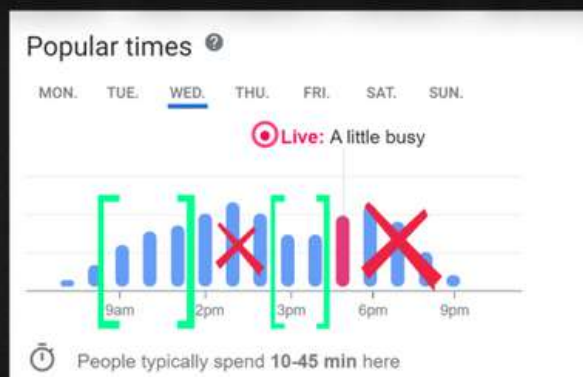 Popular times ?
MON. TUE. WED. THU. FRI. SAT. SUN.
Live: A little busy
9am 2pm 3pm 6pm 9pm
People typically spend 10-45 min here